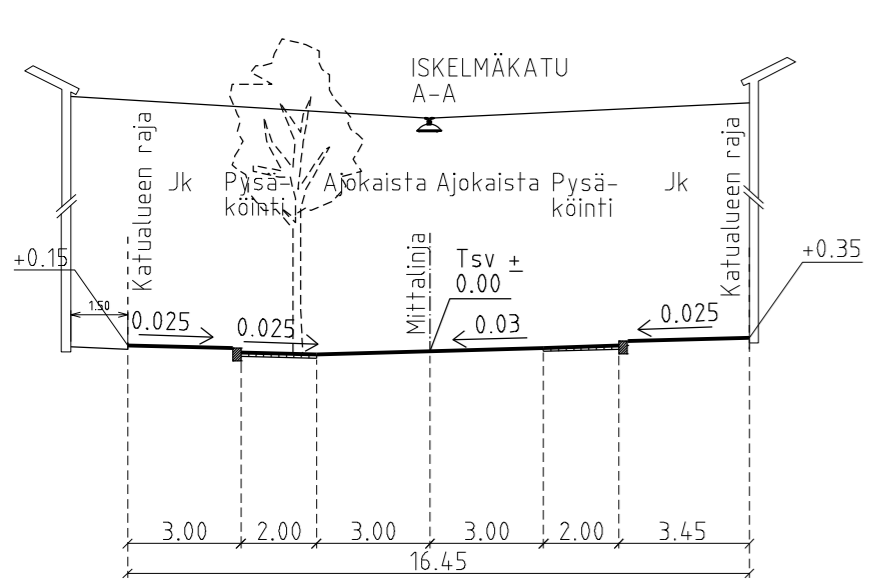 ISKELMÄKATU
A-A
Katualueen raja
Jk
Pysä-
köinti
Ajokaista
Ajokaista
Pysä-
köinti
Jk
Katualueen raja
+0.15
1.50
0.025
0.025
Mittalinja
Tsv ±
0.00
0.03
0.025
+0.35
3.00
2.00
3.00
3.00
2.00
3.45
16.45